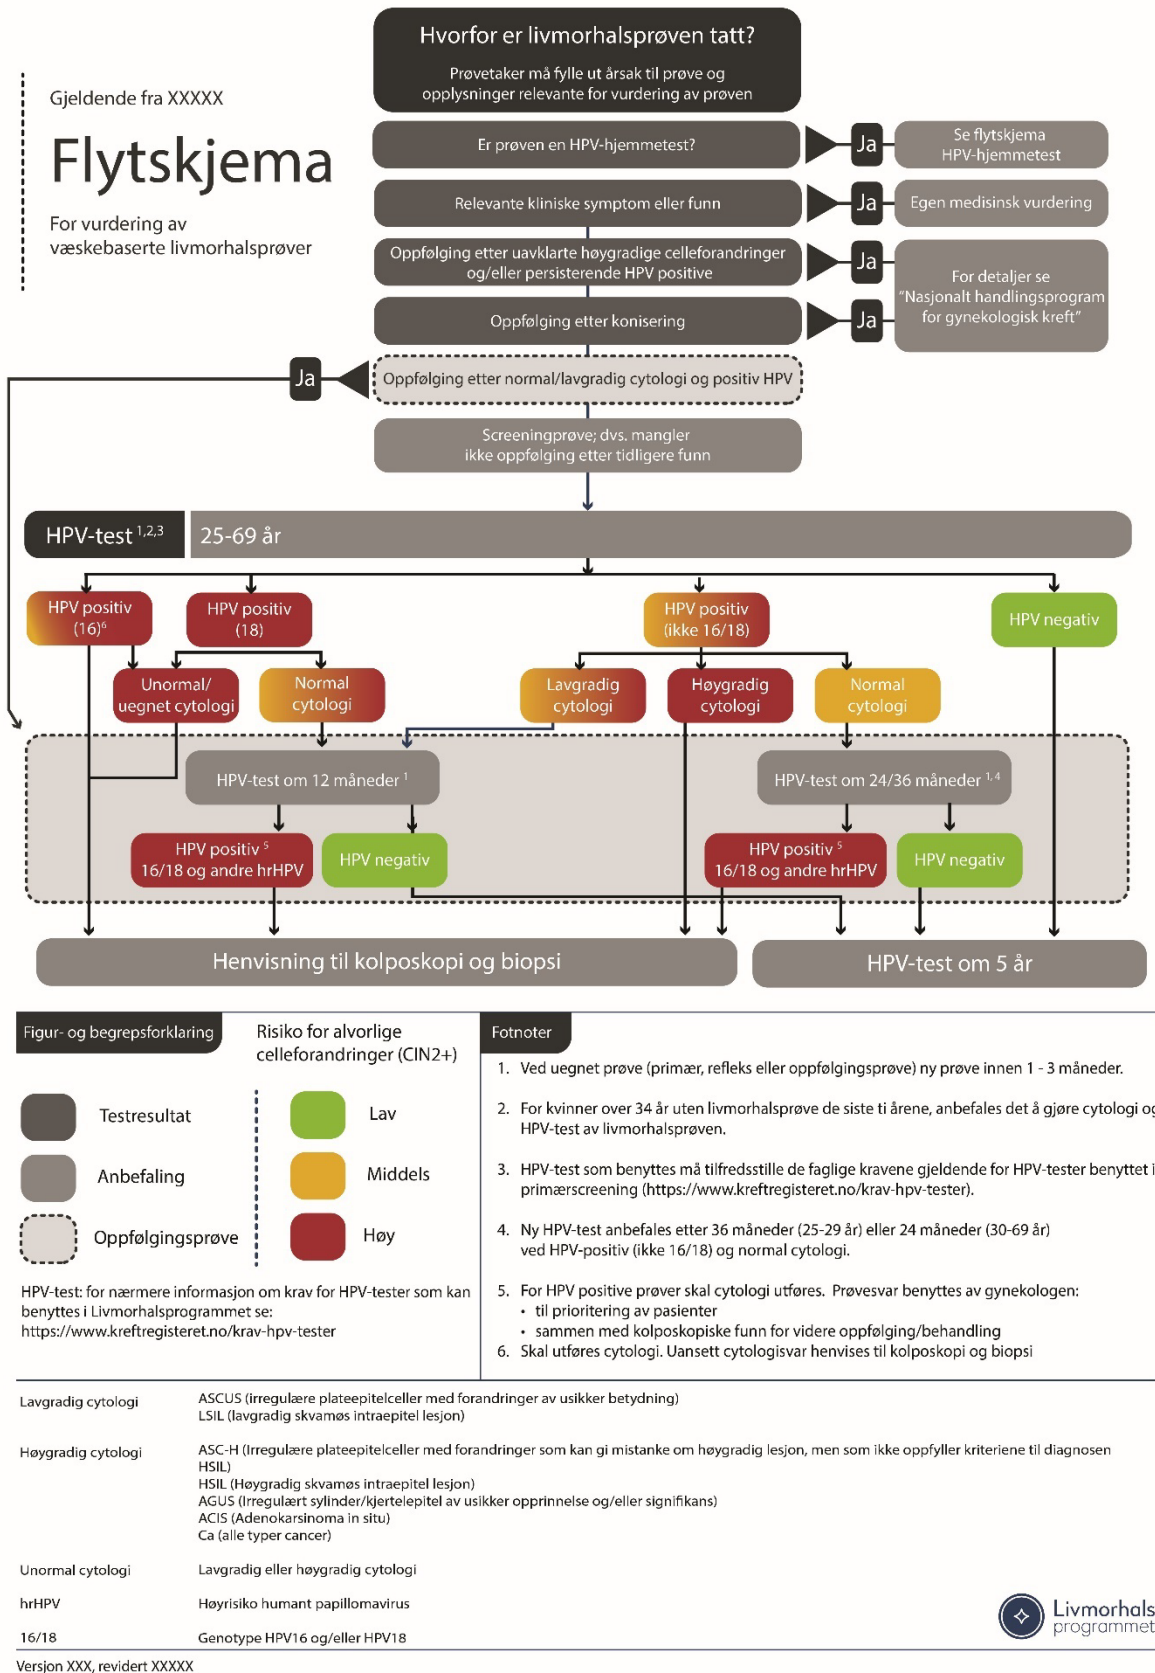 Hvorfor er livmorhalsprøven tatt?
Prøvetaker må fylle ut årsak til prøve og
opplysninger relevante for vurdering av prøven
Gjeldende fra XXXXX
Flytskjema
For vurdering av
væskebaserte livmorhalsprøver
Er prøven en HPV-hjemmetest?
Ja
Se flytskjema
HPV-hjemmetest
Relevante kliniske symptom eller funn
Ja
Egen medisinsk vurdering
Oppfølging etter uavklarte høygradige celleforandringer
og/eller persisterende HPV positive
Ja
For detaljer se
"Nasjonalt handlingsprogram
for gynekologisk kreft"
Oppfølging etter konisering
Ja
Ja
Oppfølging etter normal/lavgradig cytologi og positiv HPV
Screeningprøve; dvs. mangler
ikke oppfølging etter tidligere funn
HPV-test 1,2,3
25-69 år
HPV positiv
(16)6
HPV positiv
(18)
HPV positiv
(ikke 16/18)
HPV negativ
Unormal/
uegnet cytologi
Normal
cytologi
Lavgradig
cytologi
Høygradig
cytologi
Normal
cytologi
HPV-test om 12 måneder 1
HPV-test om 24/36 måneder 1, 4
HPV positiv 5
16/18 og andre hrHPV
HPV negativ
HPV positiv 5
16/18 og andre hrHPV
HPV negativ
Henvisning til kolposkopi og biopsi
HPV-test om 5 år
Figur- og begrepsforklaring
Testresultat
Anbefaling
Oppfølgingsprøve
HPV-test: for nærmere informasjon om krav for HPV-tester som kan
benyttes i Livmorhalsprogrammet se:
https://www.kreftregisteret.no/krav-hpv-tester
Risiko for alvorlige
celleforandringer (CIN2+)
Lav
Middels
Høy
Fotnoter
1. Ved uegnet prøve (primær, refleks eller oppfølgingsprøve) ny prøve innen 1 - 3 måneder.
2. For kvinner over 34 år uten livmorhalsprøve de siste ti årene, anbefales det å gjøre cytologi og
HPV-test av livmorhalsprøven.
3. HPV-test som benyttes må tilfredsstille de faglige kravene gjeldende for HPV-tester benyttet i
primærscreening (https://www.kreftregisteret.no/krav-hpv-tester).
4. Ny HPV-test anbefales etter 36 måneder (25-29 år) eller 24 måneder (30-69 år)
ved HPV-positiv (ikke 16/18) og normal cytologi.
5. For HPV positive prøver skal cytologi utføres. Prøvesvar benyttes av gynekologen:
• til prioritering av pasienter
• sammen med kolposkopiske funn for videre oppfølging/behandling
6. Skal utføres cytologi. Uansett cytologisvar henvises til kolposkopi og biopsi
Lavgradig cytologi
ASCUS (irregulære plateepitelceller med forandringer av usikker betydning)
LSIL (lavgradig skvamøs intraepitel lesjon)
Høygradig cytologi
ASC-H (Irregulære plateepitelceller med forandringer som kan gi mistanke om høygradig lesjon, men som ikke oppfyller kriteriene til diagnosen
HSIL)
HSIL (Høygradig skvamøs intraepitel lesjon)
AGUS (Irregulært sylinder/kjertelepitel av usikker opprinnelse og/eller signifikans)
ACIS (Adenokarsinoma in situ)
Ca (alle typer cancer)
Unormal cytologi
Lavgradig eller høygradig cytologi
hrHPV
Høyrisiko humant papillomavirus
16/18
Genotype HPV16 og/eller HPV18
Livmorhals
programmet
Versjon XXX, revidert XXXXX